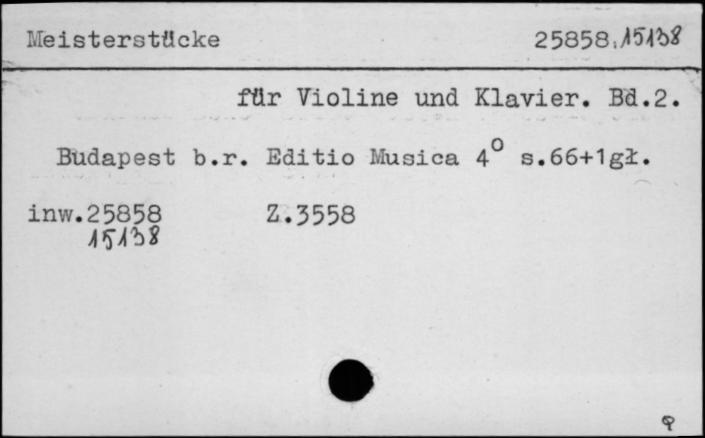 Meisterstücke 25858, 15138
für Violine und Klavier. Bd.2.
Budapest b.r. Editio Musica 4° s.66+1gł.
inw.25858 Z.3558
15138